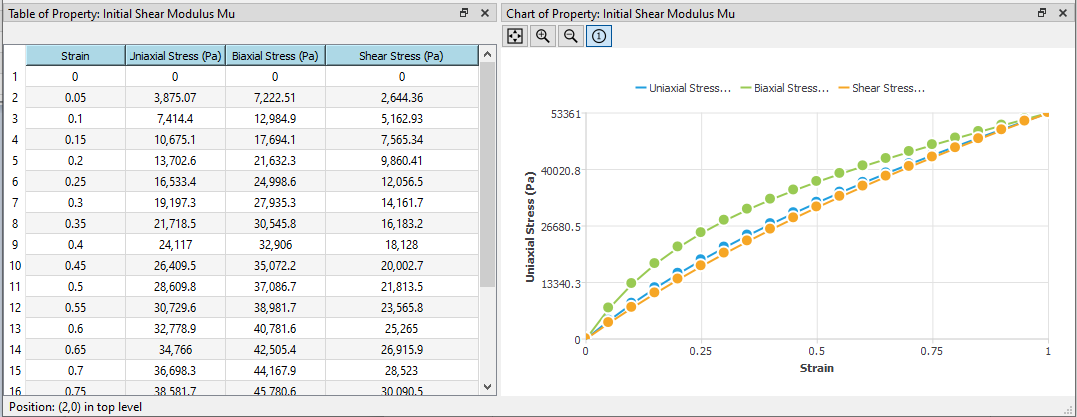 Table of Property: Initial Shear Modulus Mu
Strain Uniaxial Stress (Pa) Biaxial Stress (Pa) Shear Stress (Pa)
1 0 0 0 0
2 0.05 3,875.07 7,222.51 2,644.36
3 0.1 7,414.4 12,984.9 5,162.93
4 0.15 10,675.1 17,694.1 7,565.34
5 0.2 13,702.6 21,632.3 9,860.41
6 0.25 16,533.4 24,998.6 12,056.5
7 0.3 19,197.3 27,935.3 14,161.7
8 0.35 21,718.5 30,545.8 16,183.2
9 0.4 24,117 32,906 18,128
10 0.45 26,409.5 35,072.2 20,002.7
11 0.5 28,609.8 37,086.7 21,813.5
12 0.55 30,729.6 38,981.7 23,565.8
13 0.6 32,778.9 40,781.6 25,265
14 0.65 34,766 42,505.4 26,915.9
15 0.7 36,698.3 44,167.9 28,523
16 0.75 38,581.7 45,780.6 30,090.5
Position: (2,0) in top level
Chart of Property: Initial Shear Modulus Mu
1
Uniaxial Stress... Biaxial Stress... Shear Stress...
53361
40020.8
26680.5
13340.3
0
Uniaxial Stress (Pa)
0 0.25 0.5 0.75 1
Strain